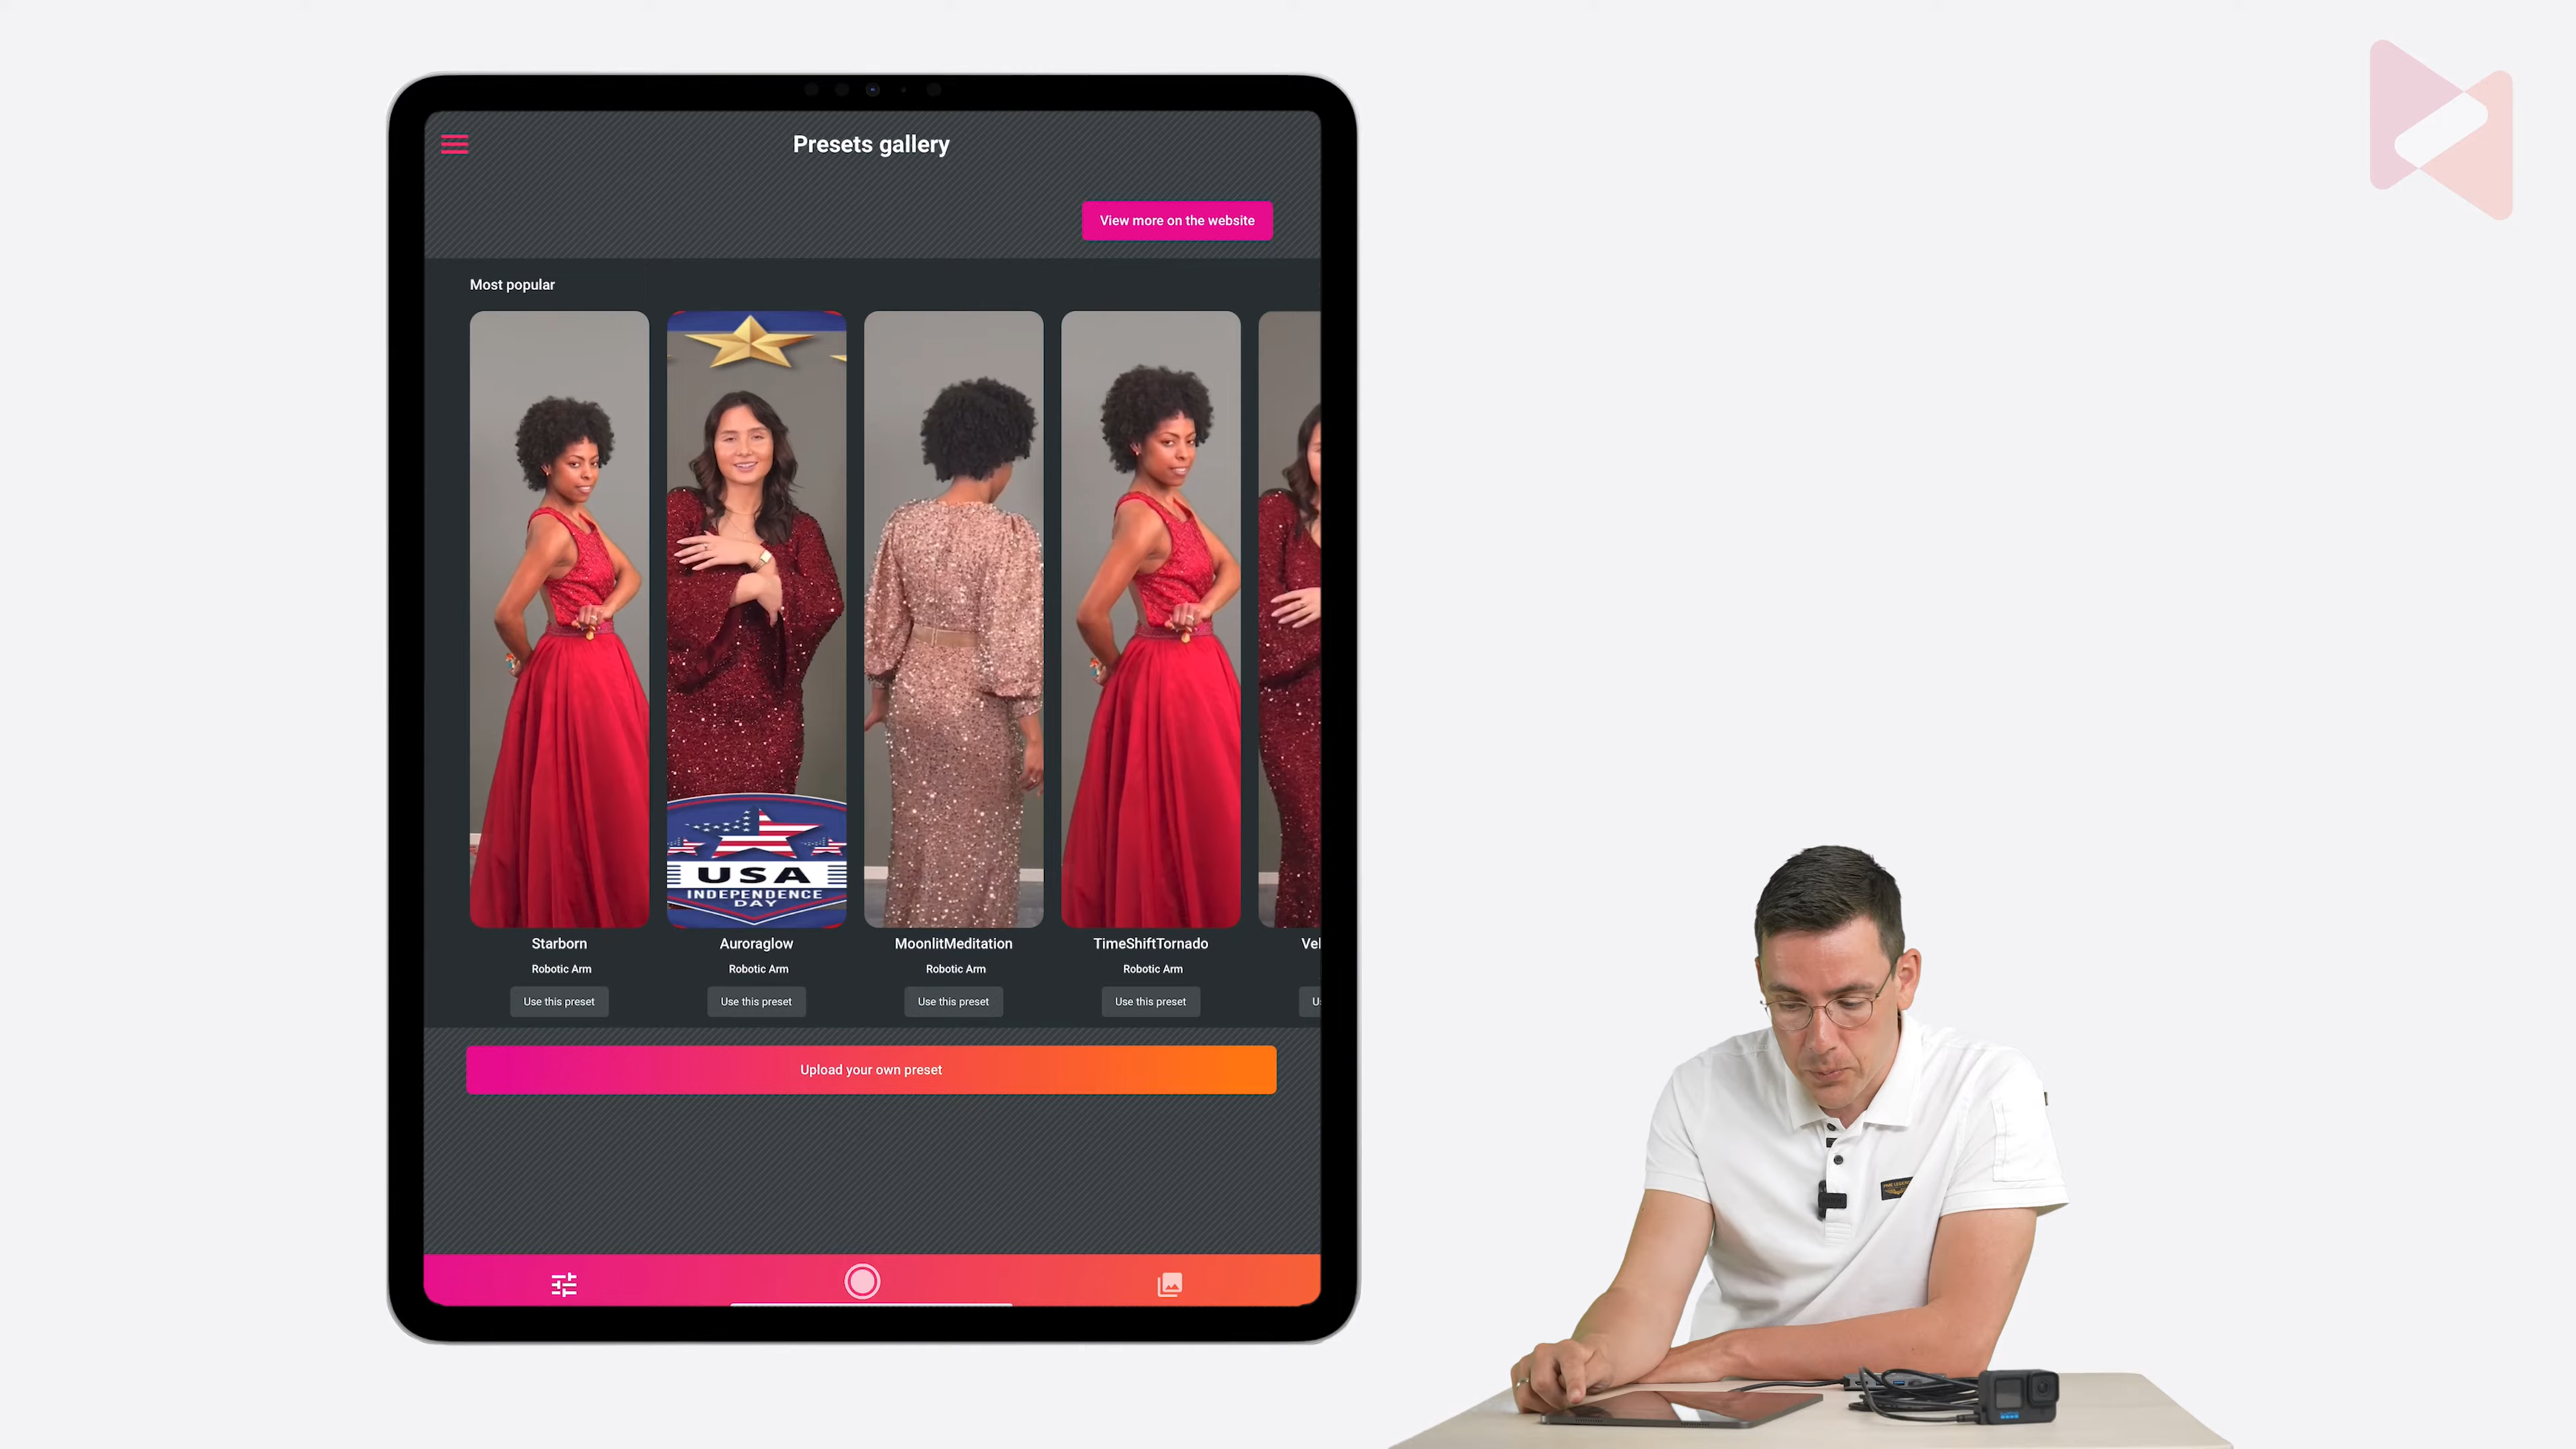 Presets gallery
View more on the website
Most popular
USA
INDEPENDENCE
DAY
Starborn
Auroraglow
MoonlitMeditation
TimeShiftTornado
Vel
Robotic Arm
Robotic Arm
Robotic Arm
Robotic Arm
Use this preset
Use this preset
Use this preset
Use this preset
U
Upload your own preset